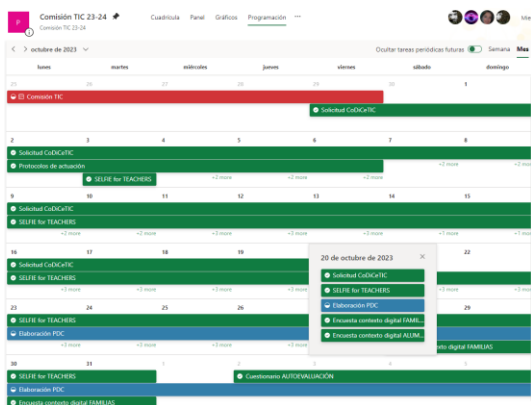 P
Comisión TIC 23-24
Comisión TIC 23-24
Cuadrícula Panel Gráficos Programación ...
octubre de 2023
Ocultar tareas periódicas futuras Semana Mes
lunes martes miércoles jueves viernes sábado domingo
25 26 27 28 29 30 1
Comisión TIC
Solicitud CoDiCeTIC
2 3 4 5 6 7 8
Solicitud CoDiCeTIC
Protocolos de actuación
+2 more
SELFIE for TEACHERS
+2 more +2 more +2 more
9 10 11 12 13 14 15
Solicitud CoDiCeTIC
SELFIE for TEACHERS
+2 more +2 more +2 more +2 more +2 more
16 17 18 19 22
Solicitud CoDiCeTIC
SELFIE for TEACHERS
+3 more +3 more +3 more
20 de octubre de 2023
Solicitud CoDiCeTIC
SELFIE for TEACHERS
Elaboración PDC
Encuesta contexto digital FAMIL...
Encuesta contexto digital ALUM...
23 24 25 26 29
SELFIE for TEACHERS
Elaboración PDC
+3 more +3 more +3 more
digital FAMILIAS
30 31 1 2 3 4 5
SELFIE for TEACHERS
Cuestionario AUTOEVALUACIÓN
Elaboración PDC
Encuesta contexto digital FAMILIAS